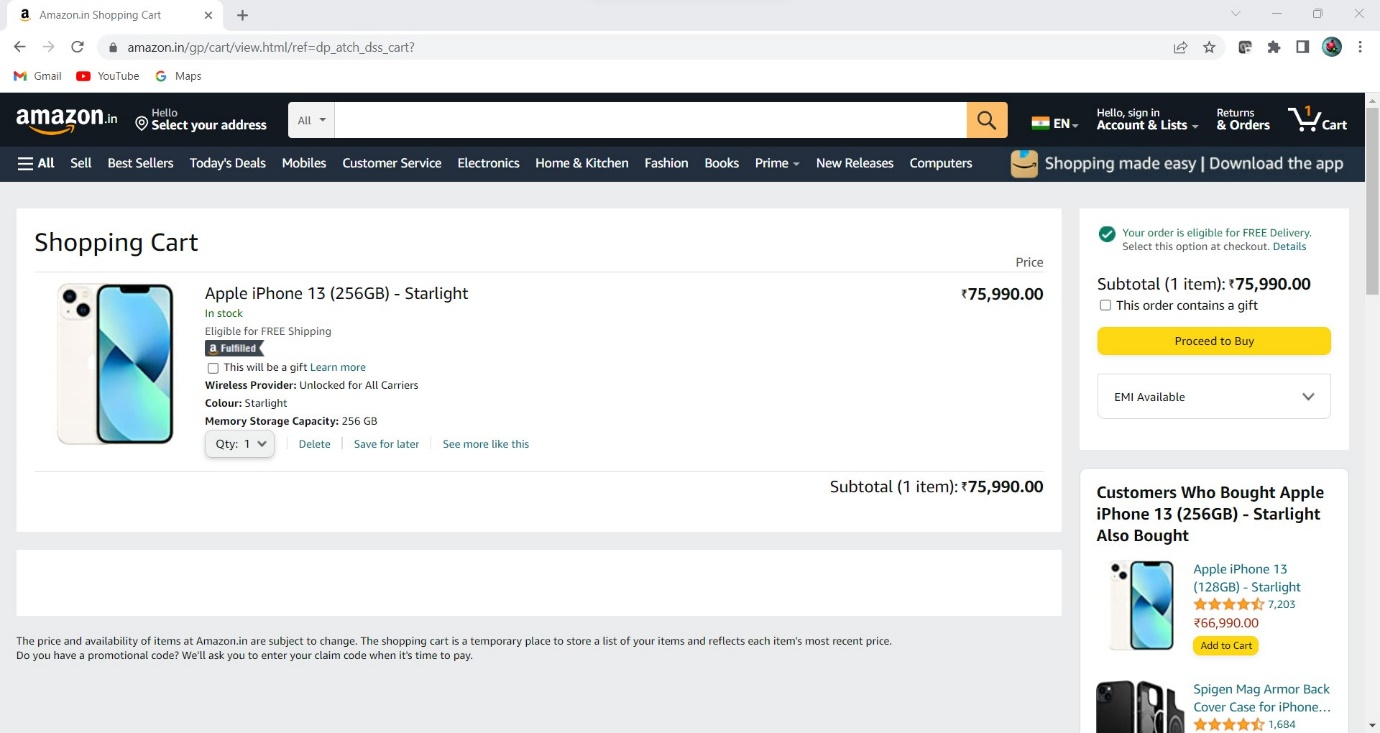 Amazon.in Shopping Cart
amazon.in/gp/cart/view.html/ref=dp_atch_dss_cart?
Gmail YouTube Maps
amazon.in
Hello
Select your address
All
EN
Hello, sign in
Account & Lists
Returns
& Orders
1
Cart
All Sell Best Sellers Today's Deals Mobiles Customer Service Electronics Home & Kitchen Fashion Books Prime New Releases Computers
Shopping made easy | Download the app
Shopping Cart
Price
Apple iPhone 13 (256GB) - Starlight
₹75,990.00
In stock
Eligible for FREE Shipping
a Fulfilled
This will be a gift Learn more
Wireless Provider: Unlocked for All Carriers
Colour: Starlight
Memory Storage Capacity: 256 GB
Qty: 1 Delete Save for later See more like this
Subtotal (1 item): ₹75,990.00
The price and availability of items at Amazon.in are subject to change. The shopping cart is a temporary place to store a list of your items and reflects each item's most recent price.
Do you have a promotional code? We'll ask you to enter your claim code when it's time to pay.
Your order is eligible for FREE Delivery.
Select this option at checkout. Details
Subtotal (1 item): ₹75,990.00
This order contains a gift
Proceed to Buy
EMI Available
Customers Who Bought Apple
iPhone 13 (256GB) - Starlight
Also Bought
Apple iPhone 13
(128GB) - Starlight
7,203
₹66,990.00
Add to Cart
Spigen Mag Armor Back
Cover Case for iPhone...
1,684